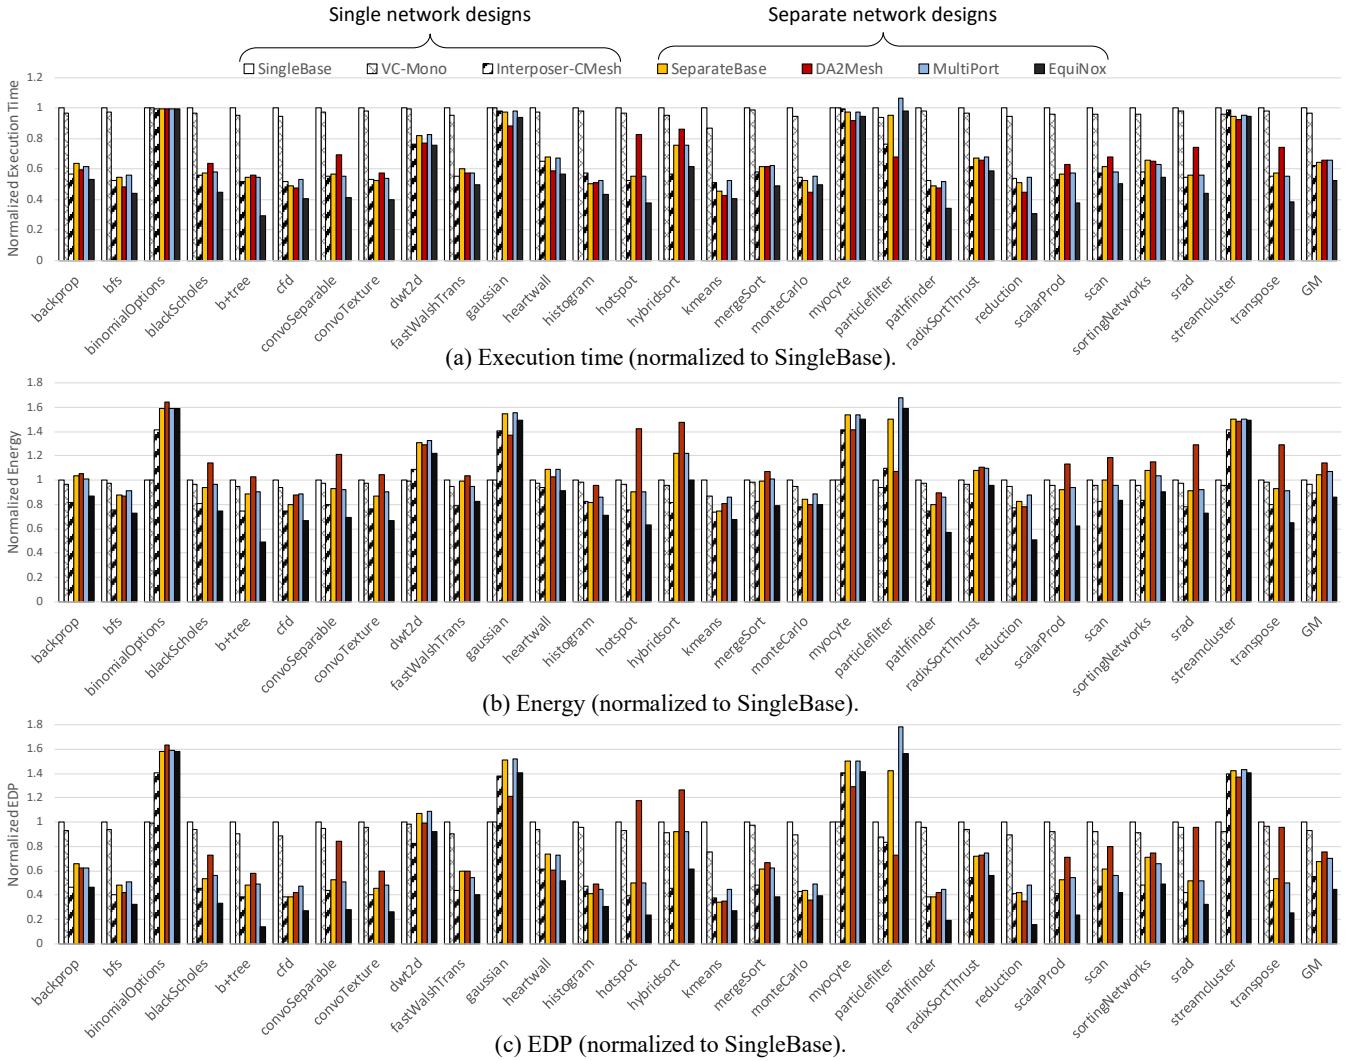 Single network designs
Separate network designs
SingleBase
VC-Mono
Interposer-CMesh
SeparateBase
DA2Mesh
MultiPort
EquiNox
Normalized Execution Time
1.2
1
0.8
0.6
0.4
0.2
0
backprop
bfs
binomialOptions
blackScholes
b+tree
cfd
convoSeparable
convoTexture
dwt2d
fastWalshTrans
gaussian
heartwall
histogram
hotspot
hybridsort
kmeans
mergeSort
monteCarlo
myocyte
particlefilter
pathfinder
radixSortThrust
reduction
scalarProd
scan
sortingNetworks
srad
streamcluster
transpose
GM
(a) Execution time (normalized to SingleBase).
Normalized Energy
1.8
1.6
1.4
1.2
1
0.8
0.6
0.4
0.2
0
backprop
bfs
binomialOptions
blackScholes
b+tree
cfd
convoSeparable
convoTexture
dwt2d
fastWalshTrans
gaussian
heartwall
histogram
hotspot
hybridsort
kmeans
mergeSort
monteCarlo
myocyte
particlefilter
pathfinder
radixSortThrust
reduction
scalarProd
scan
sortingNetworks
srad
streamcluster
transpose
GM
(b) Energy (normalized to SingleBase).
Normalized EDP
1.8
1.6
1.4
1.2
1
0.8
0.6
0.4
0.2
0
backprop
bfs
binomialOptions
blackScholes
b+tree
cfd
convoSeparable
convoTexture
dwt2d
fastWalshTrans
gaussian
heartwall
histogram
hotspot
hybridsort
kmeans
mergeSort
monteCarlo
myocyte
particlefilter
pathfinder
radixSortThrust
reduction
scalarProd
scan
sortingNetworks
srad
streamcluster
transpose
GM
(c) EDP (normalized to SingleBase).